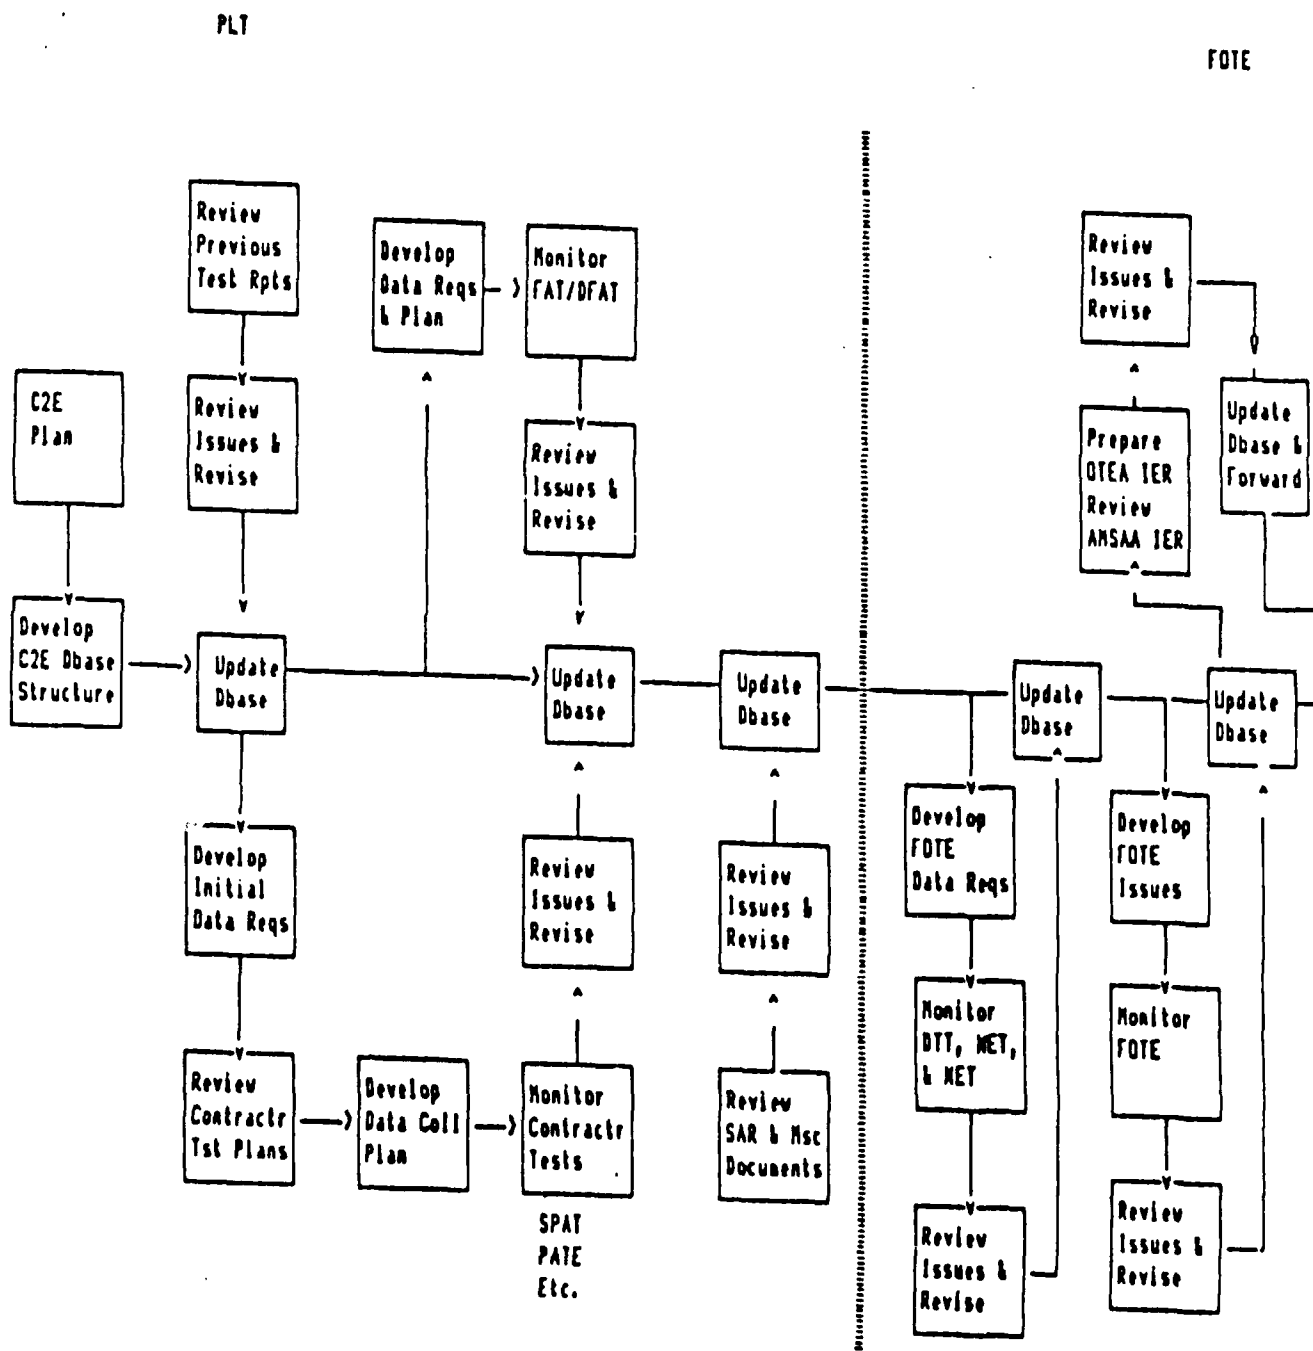 PLT
FOTE
Review
Previous
Test Rpts
Develop
Data Reqs
& Plan
Monitor
FAT/DFAT
Review
Issues &
Revise
C2E
Plan
Review
Issues &
Revise
Review
Issues &
Revise
Prepare
OTEA IER
Review
AMSAA IER
Update
Dbase &
Forward
Develop
C2E Dbase
Structure
Update
Dbase
Update
Dbase
Update
Dbase
Update
Dbase
Update
Dbase
Develop
Initial
Data Reqs
Review
Issues &
Revise
Review
Issues &
Revise
Develop
FOTE
Data Reqs
Develop
FOTE
Issues
Review
Contractr
Tst Plans
Develop
Data Coll
Plan
Monitor
Contractr
Tests
SPAT
PATE
Etc.
Review
SAR & Msc
Documents
Monitor
DTT, NET,
& NET
Monitor
FOTE
Review
Issues &
Revise
Review
Issues &
Revise